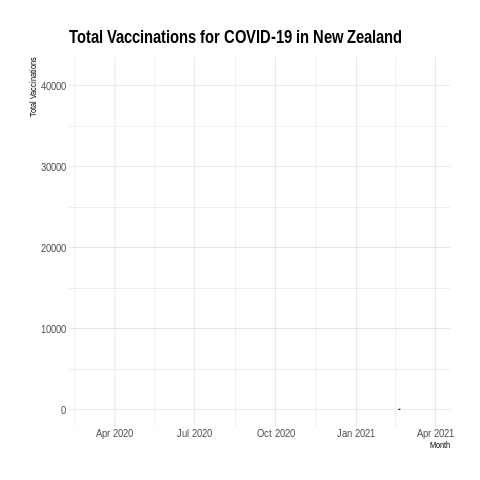 Total Vaccinations for COVID-19 in New Zealand
Total Vaccinations
40000
30000
20000
10000
0
Apr 2020 Jul 2020 Oct 2020 Jan 2021 Apr 2021
Month